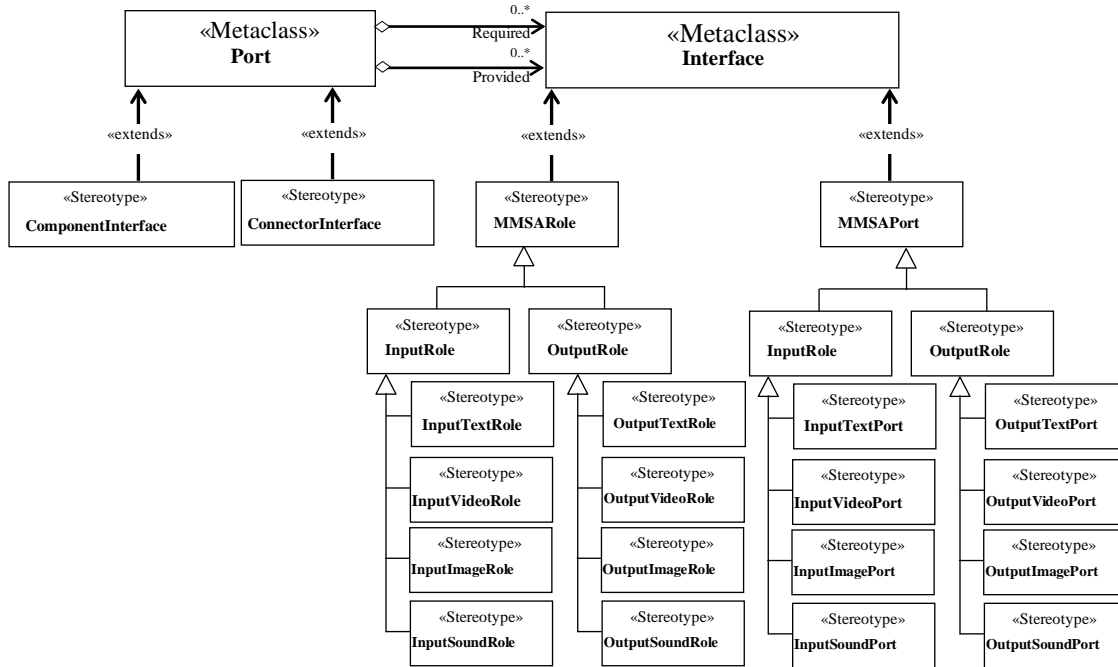 «Metaclass»
Port
0..*
Required
0..*
Provided
«Metaclass»
Interface
«extends»
«extends»
«extends»
«extends»
«Stereotype»
ComponentInterface
«Stereotype»
ConnectorInterface
«Stereotype»
MMSARole
«Stereotype»
MMSAPort
«Stereotype»
InputRole
«Stereotype»
OutputRole
«Stereotype»
InputRole
«Stereotype»
OutputRole
«Stereotype»
InputTextRole
«Stereotype»
OutputTextRole
«Stereotype»
InputTextPort
«Stereotype»
OutputTextPort
«Stereotype»
InputVideoRole
«Stereotype»
OutputVideoRole
«Stereotype»
InputVideoPort
«Stereotype»
OutputVideoPort
«Stereotype»
InputImageRole
«Stereotype»
OutputImageRole
«Stereotype»
InputImagePort
«Stereotype»
OutputImagePort
«Stereotype»
InputSoundRole
«Stereotype»
OutputSoundRole
«Stereotype»
InputSoundPort
«Stereotype»
OutputSoundPort